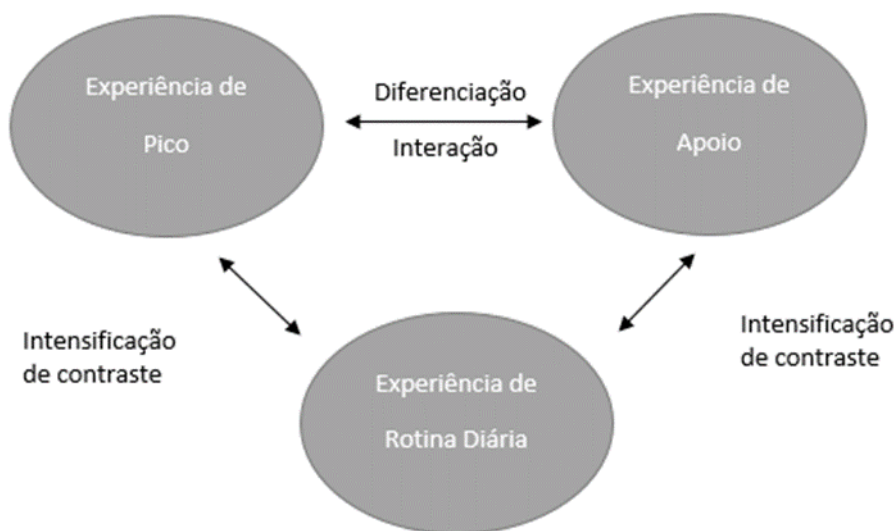 Experiência de
Pico
Diferenciação
Interação
Experiência de
Apoio
Intensificação
de contraste
Intensificação
de contraste
Experiência de
Rotina Diária